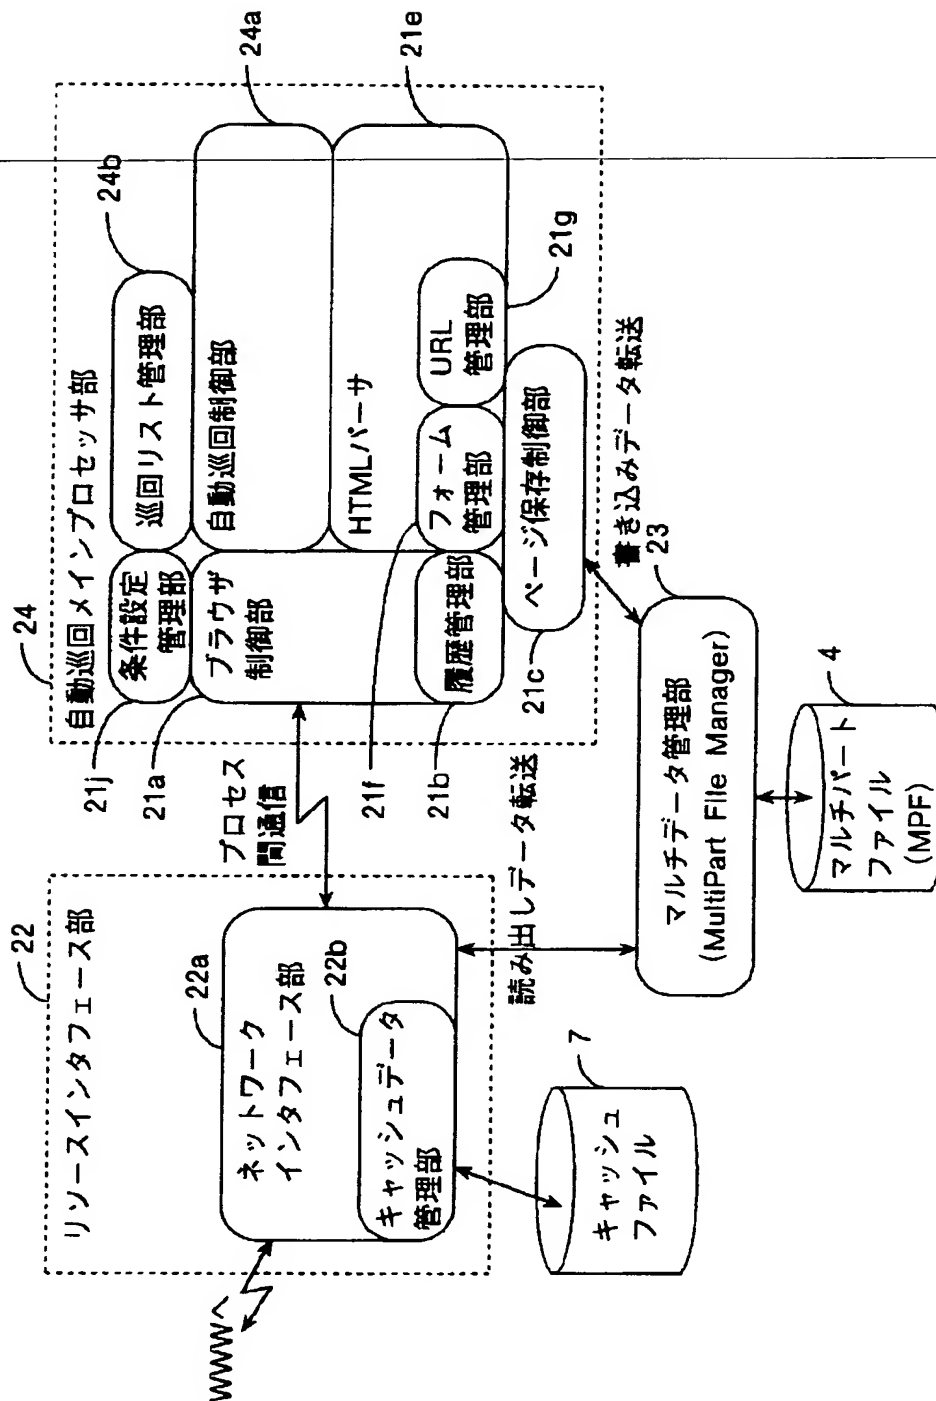 24
自動巡回メインプロセッサ部
21j
条件設定
管理部
巡回リスト管理部
24b
21a
ブラウザ
制御部
自動巡回制御部
24a
HTMLパーサ
21e
21f
21b
履歴管理部
フォーム
管理部
URL
管理部
21g
21c
ページ保存制御部
プロセス
間通信
22
リソースインタフェース部
22a
ネットワーク
インタフェース部
22b
キャッシュデータ
管理部
WWWへ
読み出しデータ転送
書き込みデータ転送
23
マルチデータ管理部
(MultiPart File Manager)
7
キャッシュ
ファイル
4
マルチパート
ファイル
(MPF)